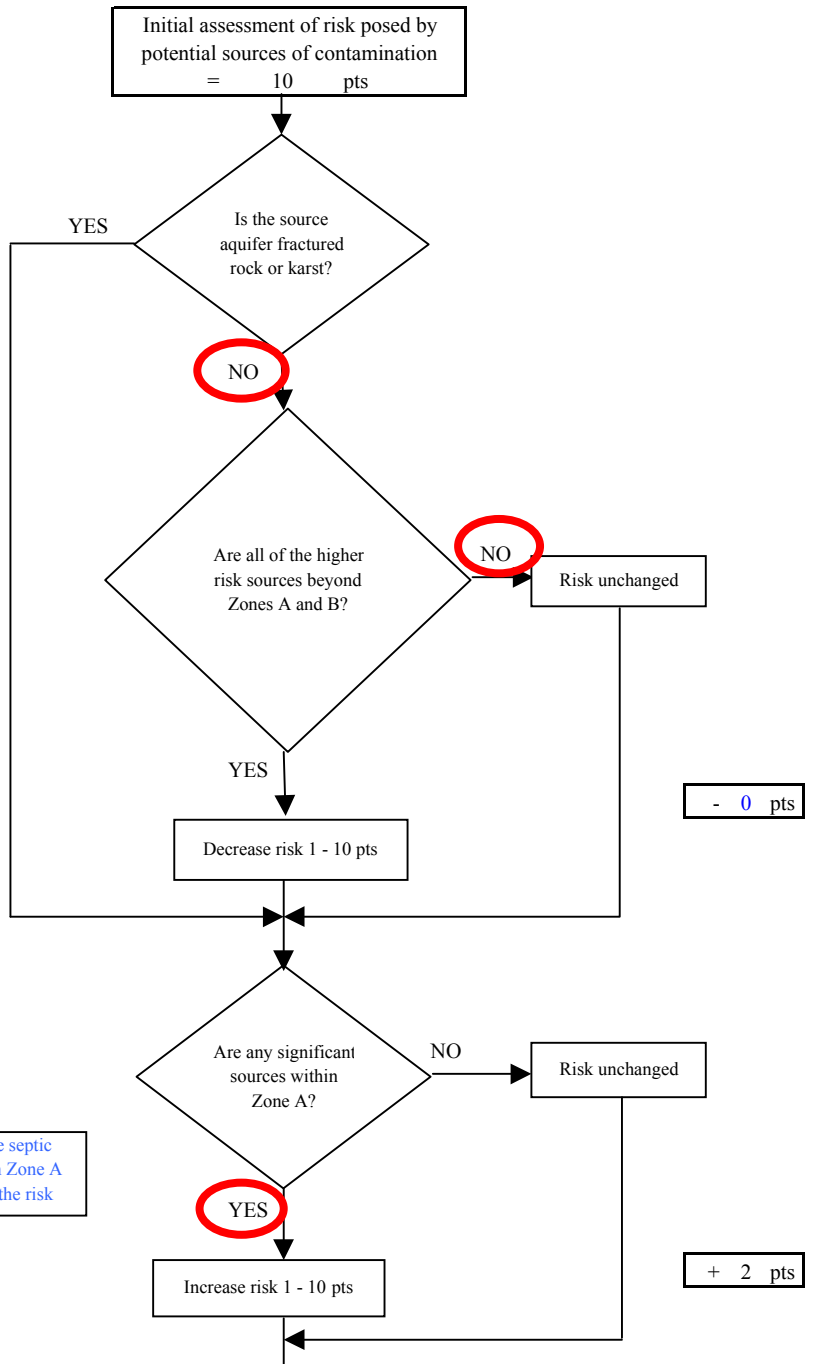 Initial assessment of risk posed by
potential sources of contamination
= 10 pts
YES
Is the source
aquifer fractured
rock or karst?
NO
Are all of the higher
risk sources beyond
Zones A and B?
NO
Risk unchanged
YES
- 0 pts
Decrease risk 1 - 10 pts
Are any significant
sources within
Zone A?
NO
Risk unchanged
septic
Zone A
the risk
YES
+ 2 pts
Increase risk 1 - 10 pts